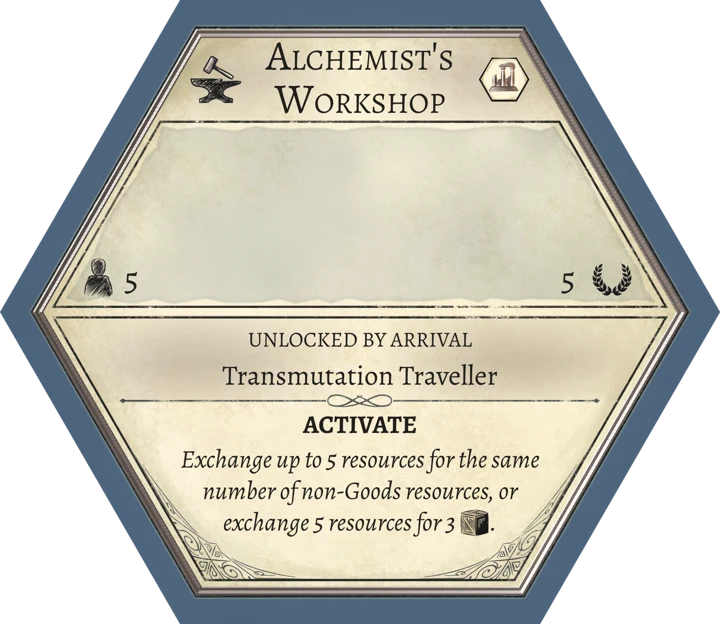 Alchemist's
Workshop
5
5
UNLOCKED BY ARRIVAL
Transmutation Traveller
ACTIVATE
Exchange up to 5 resources for the same
number of non-Goods resources, or
exchange 5 resources for 3 .